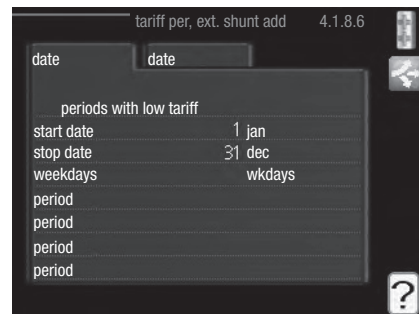 tariff per, ext. shunt add 4.1.8.6
date date
periods with low tariff
start date 1 jan
stop date 31 dec
weekdays wkdays
period
period
period
period
?